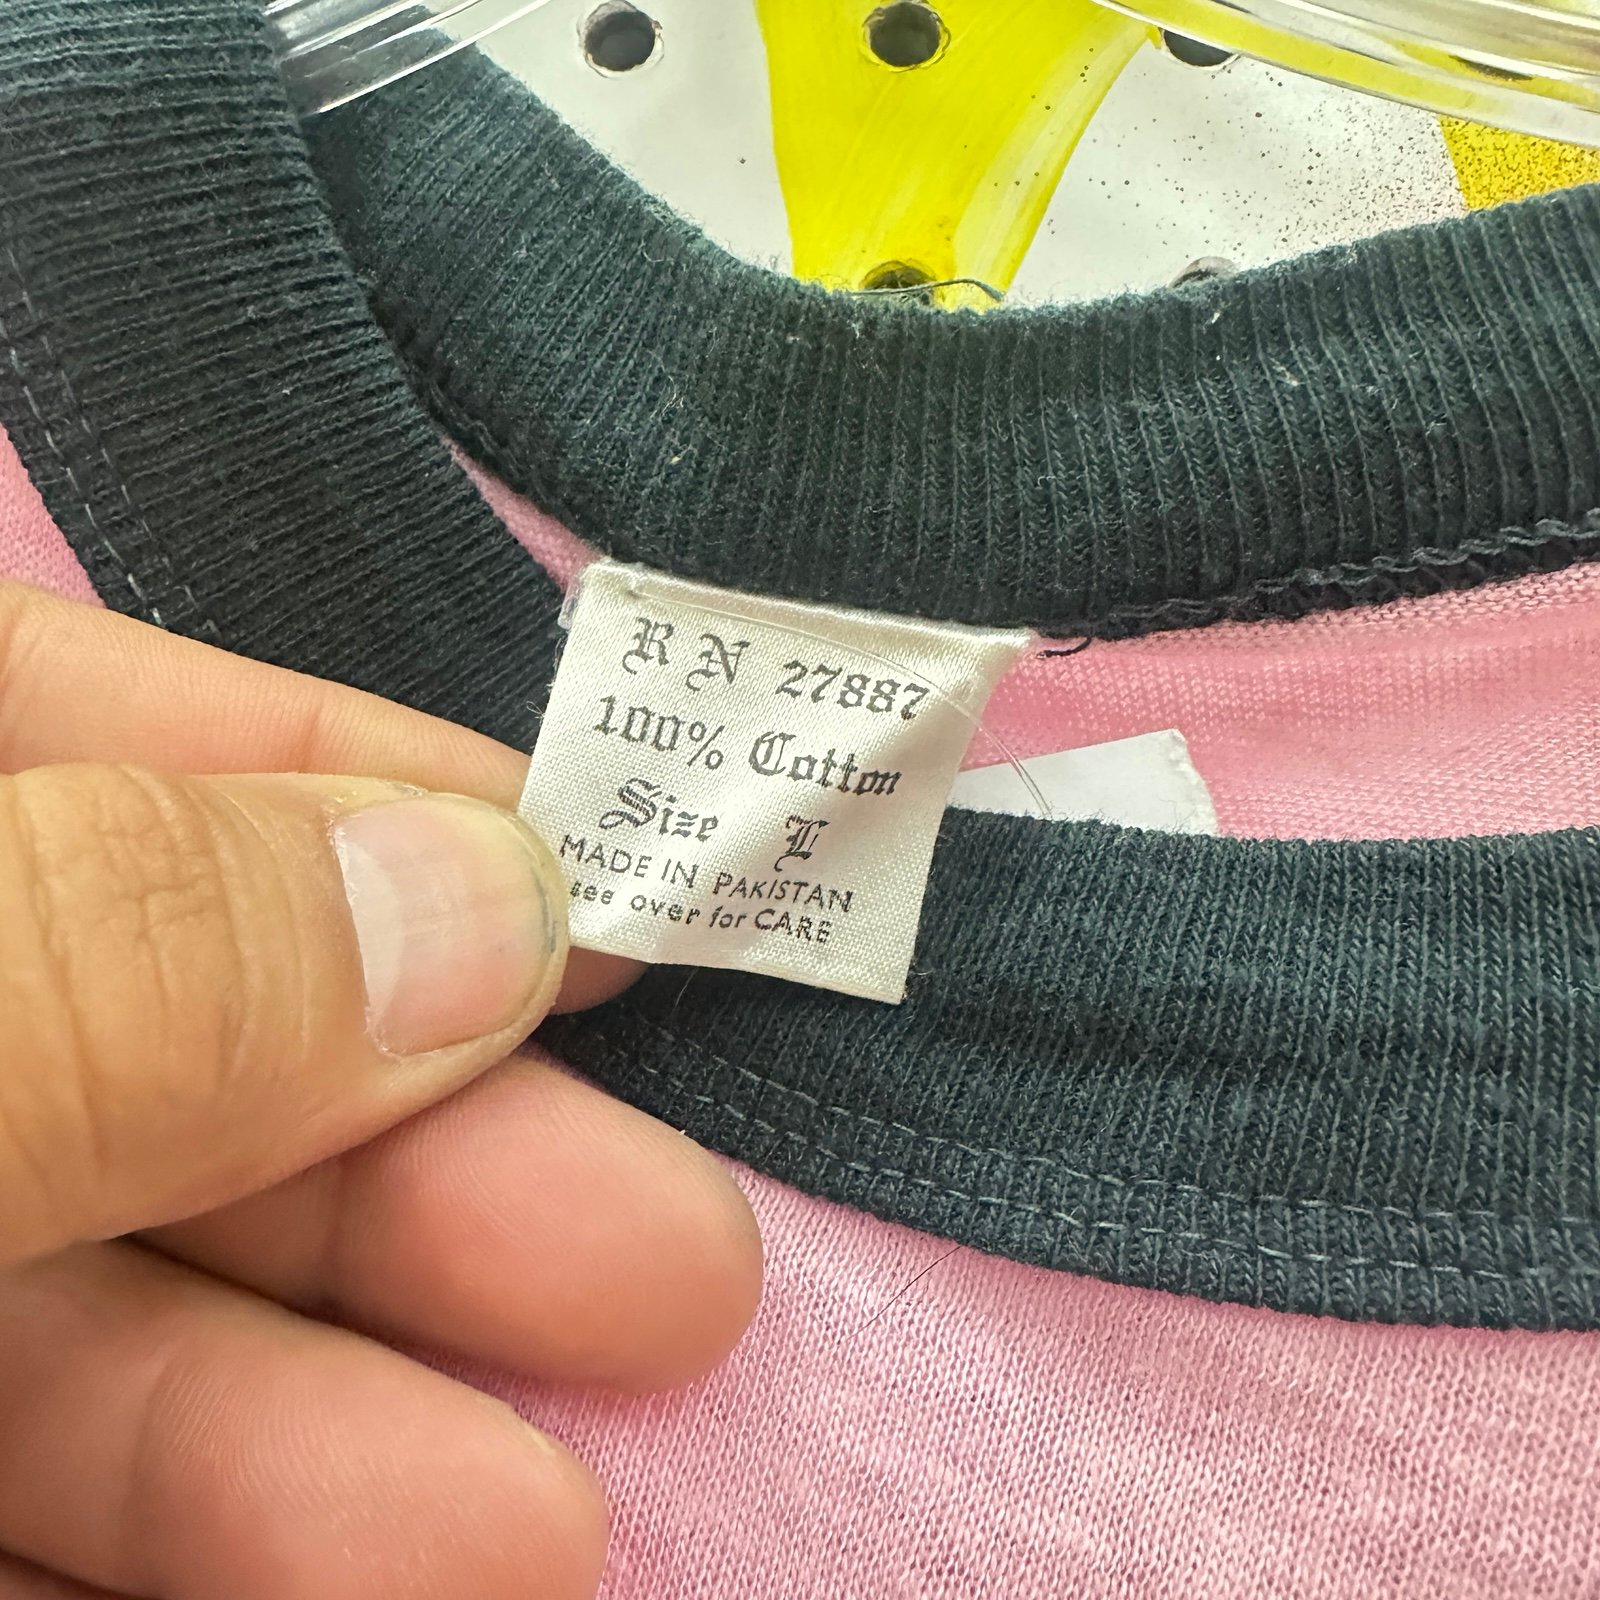 RN 27887
100% Cotton
Size L
MADE IN PAKISTAN
see over for CARE